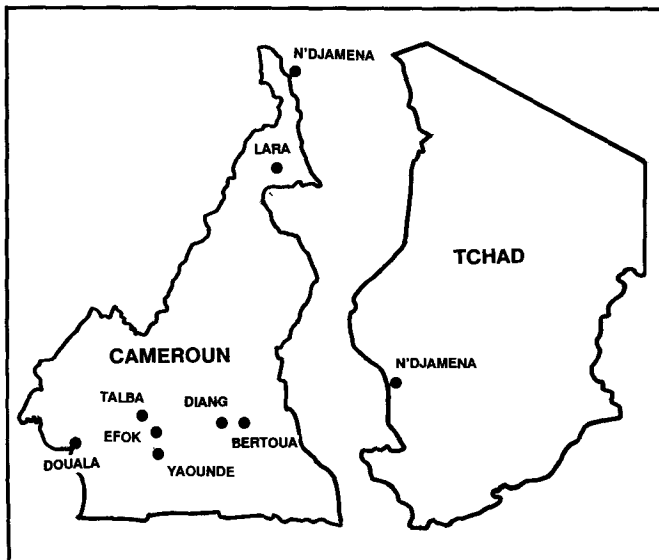 N'DJAMENA
LARA
TCHAD
CAMEROUN
N'DJAMENA
TALBA
DIANG
EFOK
BERTOUA
DOUALA
YAOUNDE